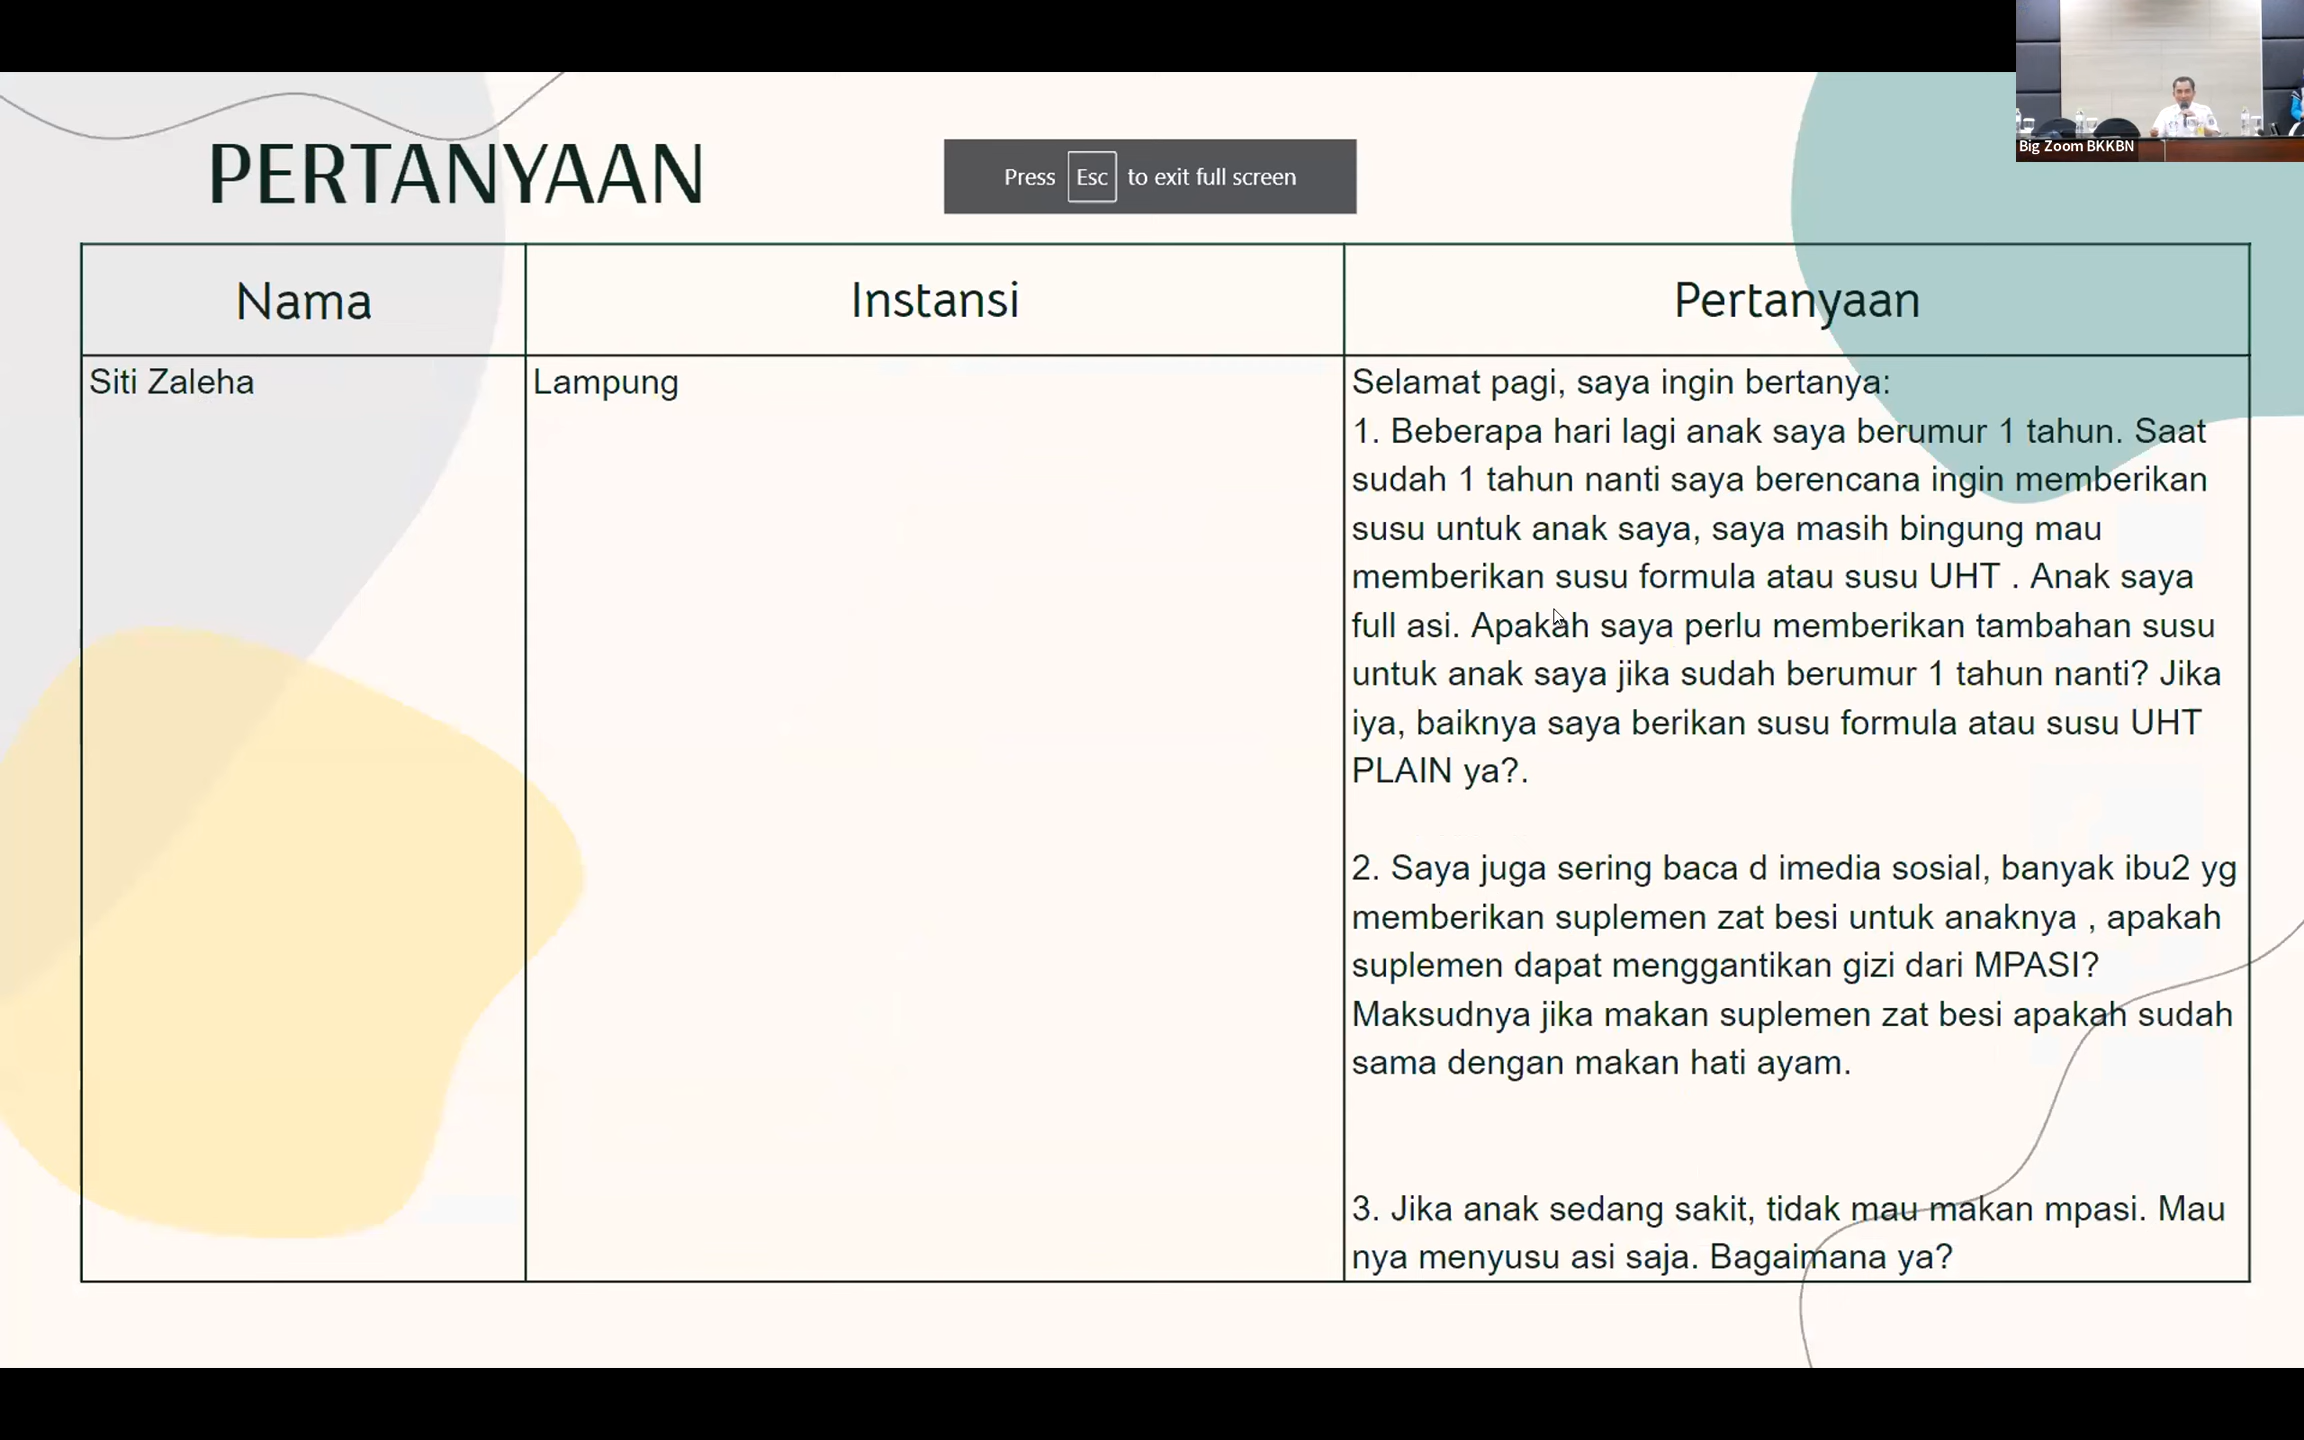 Big Zoom BKKBN
PERTANYAAN
Press Esc to exit full screen
Nama
Instansi
Pertanyaan
Siti Zaleha
Lampung
Selamat pagi, saya ingin bertanya:
1. Beberapa hari lagi anak saya berumur 1 tahun. Saat
sudah 1 tahun nanti saya berencana ingin memberikan
susu untuk anak saya, saya masih bingung mau
memberikan susu formula atau susu UHT . Anak saya
full asi. Apakah saya perlu memberikan tambahan susu
untuk anak saya jika sudah berumur 1 tahun nanti? Jika
iya, baiknya saya berikan susu formula atau susu UHT
PLAIN ya?.
2. Saya juga sering baca d imedia sosial, banyak ibu2 yg
memberikan suplemen zat besi untuk anaknya , apakah
suplemen dapat menggantikan gizi dari MPASI?
Maksudnya jika makan suplemen zat besi apakah sudah
sama dengan makan hati ayam.
3. Jika anak sedang sakit, tidak mau makan mpasi. Mau
nya menyusu asi saja. Bagaimana ya?